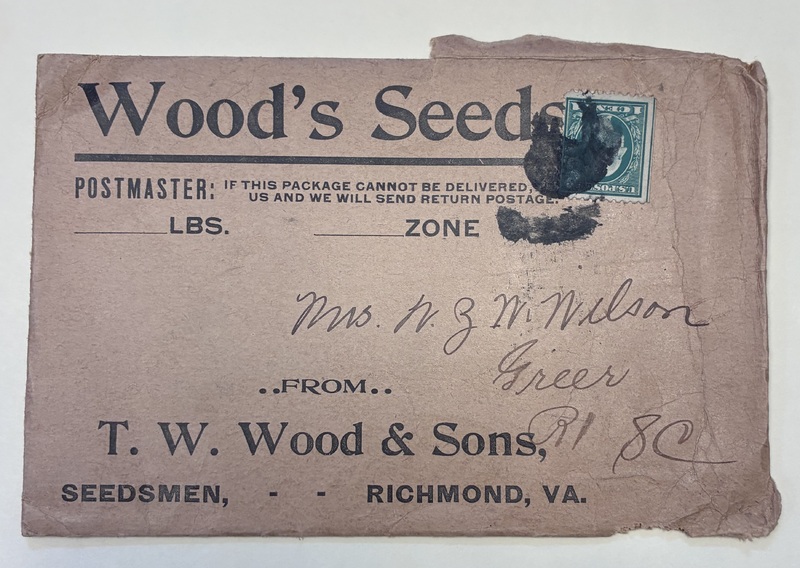 Wood's Seeds
POSTMASTER: IF THIS PACKAGE CANNOT BE DELIVERED,
US AND WE WILL SEND RETURN POSTAGE.
LBS. ZONE
Mrs. W. Z W. Wilson
Greer
R1 SC
..FROM..
T. W. Wood & Sons,
SEEDSMEN, - - RICHMOND, VA.